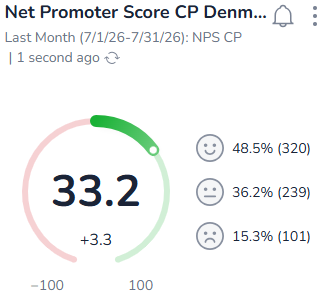 Net Promoter Score CP Denm...
Last Month (7/1/26-7/31/26): NPS CP
| 1 second ago
48.5% (320)
33.2
36.2% (239)
+3.3
15.3% (101)
−100
100